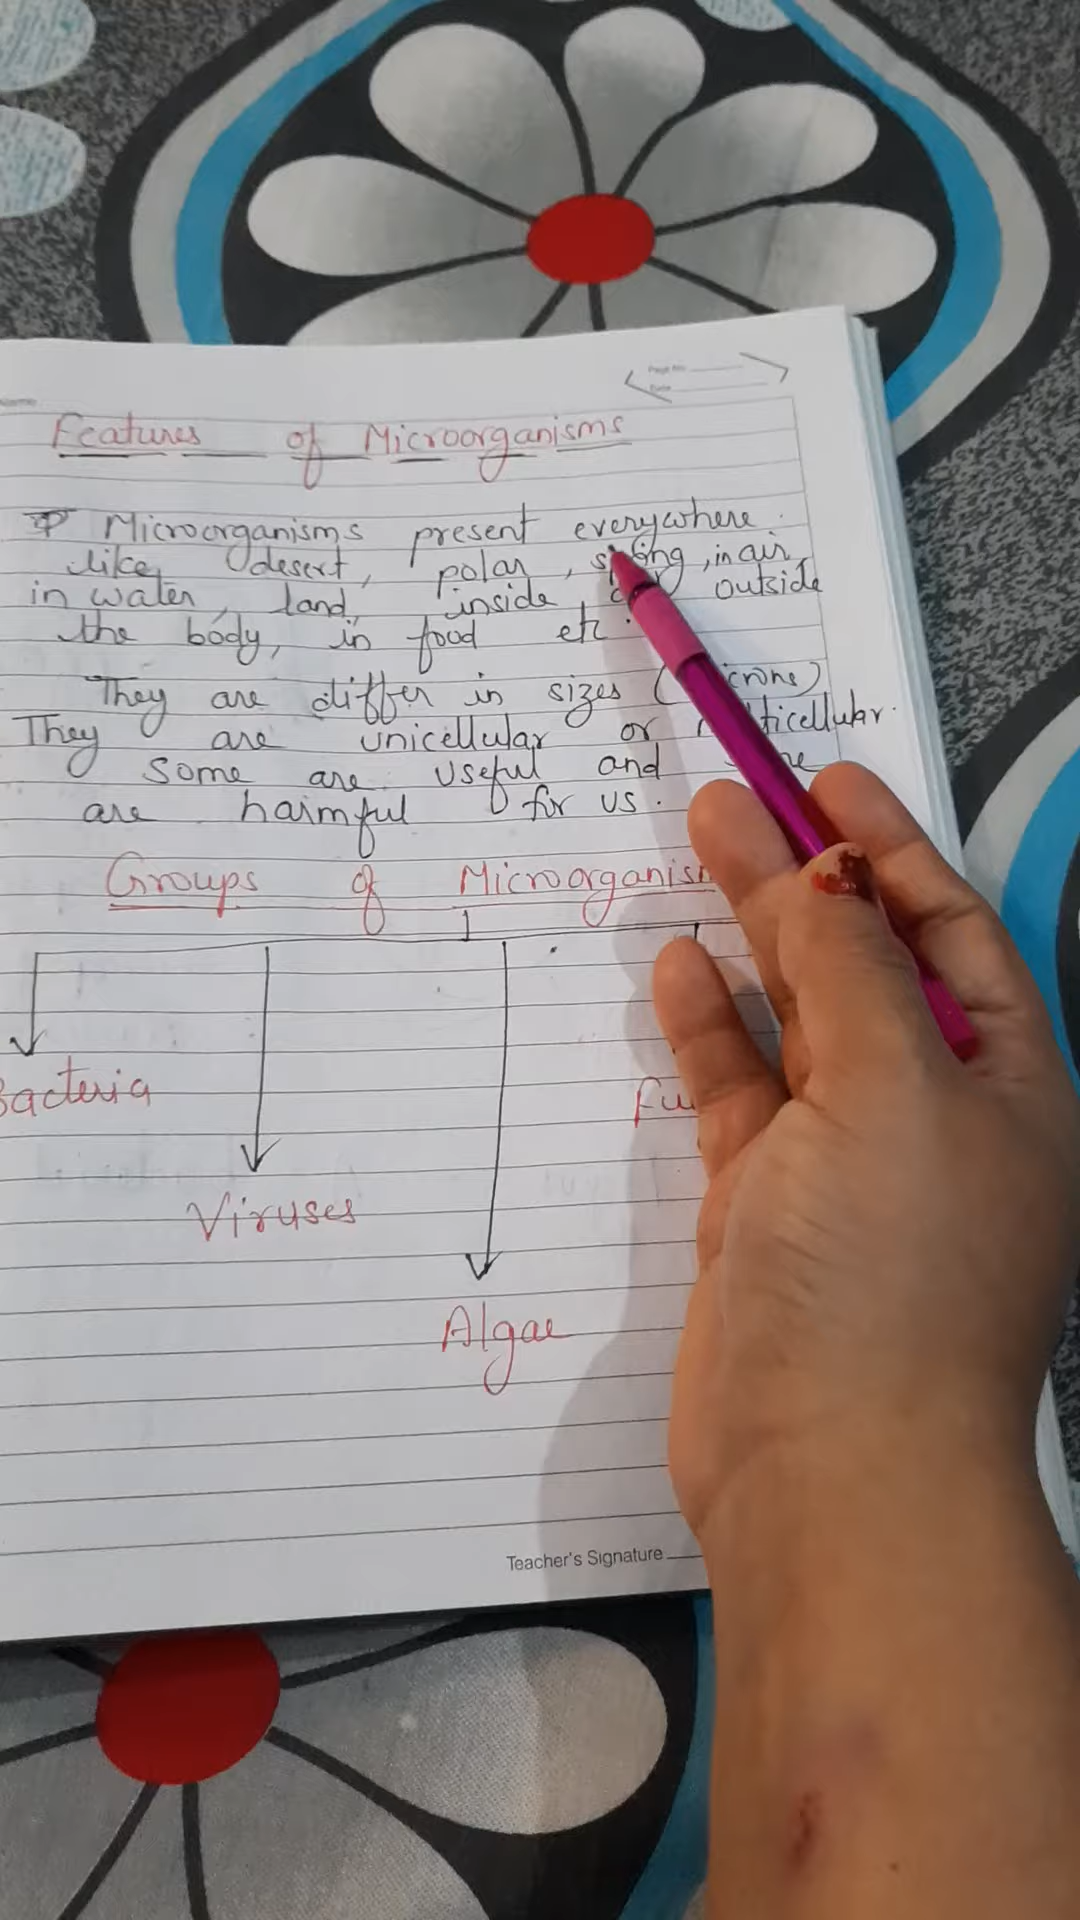 Features of Microorganisms
Microorganisms present everywhere.
like desert, polar, in air,
in water, land, inside outside
the body, in food etc.
They are differ in sizes
They are unicellular or
some are useful and
are harmful for us.
Groups of
Bacteria
Viruses
Algae
Teacher's Signature